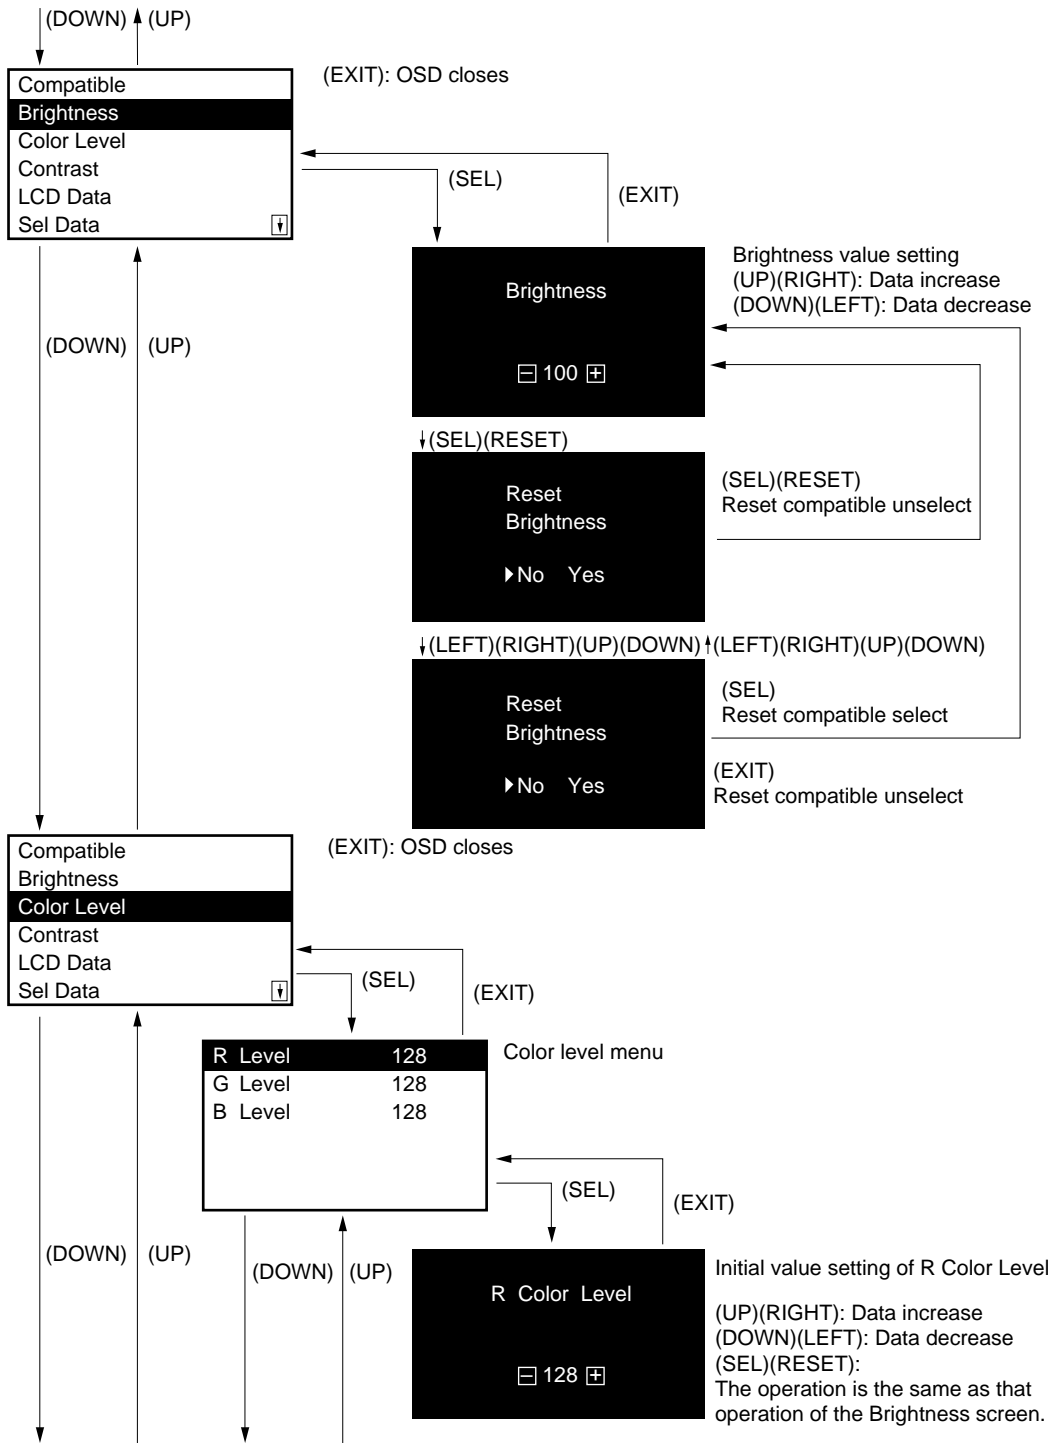 (DOWN) (UP)
(EXIT): OSD closes
Compatible
Brightness
Color Level
Contrast
LCD Data
Sel Data
(SEL)
(EXIT)
Brightness
100
Brightness value setting
(UP)(RIGHT): Data increase
(DOWN)(LEFT): Data decrease
(DOWN) (UP)
(SEL)(RESET)
Reset
Brightness
No Yes
(SEL)(RESET)
Reset compatible unselect
(LEFT)(RIGHT)(UP)(DOWN) (LEFT)(RIGHT)(UP)(DOWN)
Reset
Brightness
No Yes
(SEL)
Reset compatible select
(EXIT)
Reset compatible unselect
(EXIT): OSD closes
Compatible
Brightness
Color Level
Contrast
LCD Data
Sel Data
(SEL)
(EXIT)
R Level 128
G Level 128
B Level 128
Color level menu
(SEL)
(EXIT)
(DOWN) (UP)
(DOWN) (UP)
R Color Level
128
Initial value setting of R Color Level
(UP)(RIGHT): Data increase
(DOWN)(LEFT): Data decrease
(SEL)(RESET):
The operation is the same as that
operation of the Brightness screen.